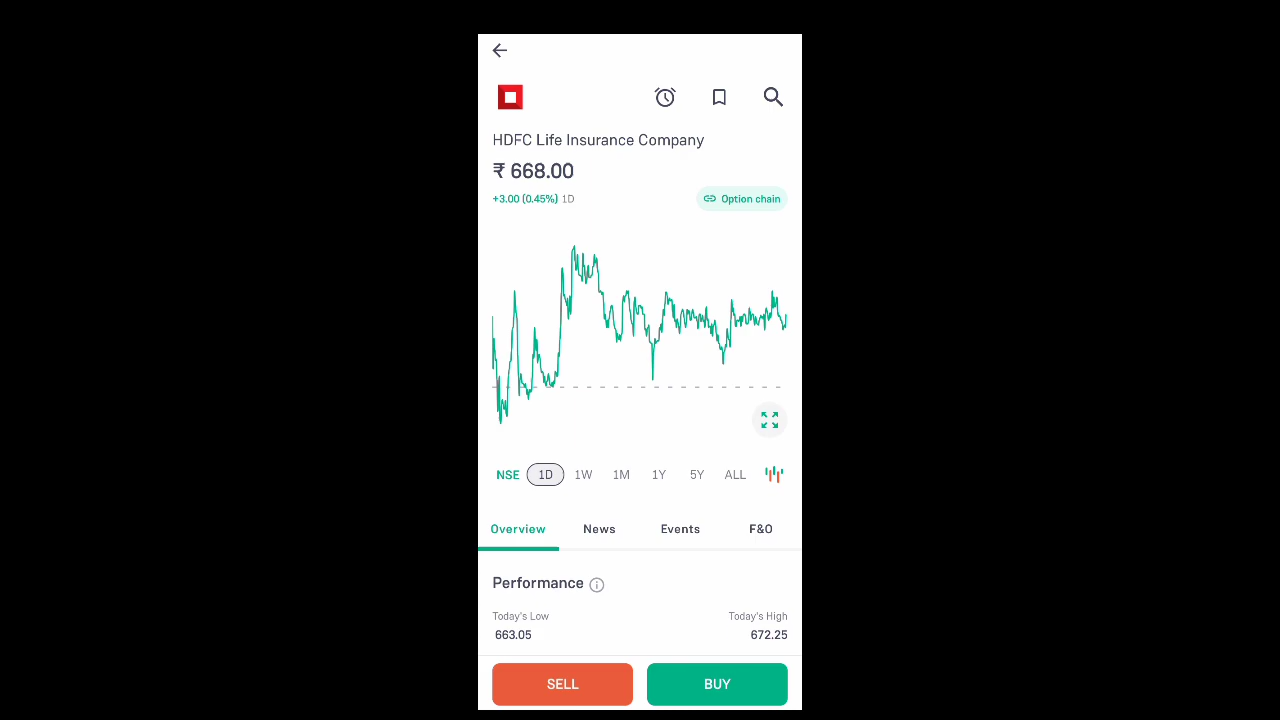 HDFC Life Insurance Company
₹ 668.00
+3.00 (0.45%) 1D
Option chain
NSE 1D 1W 1M 1Y 5Y ALL
Overview News Events F&O
Performance
Today's Low Today's High
663.05 672.25
SELL BUY